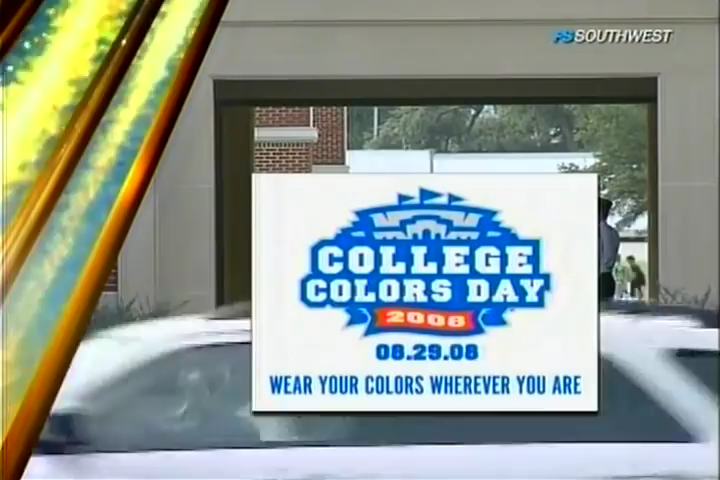 FS SOUTHWEST
COLLEGE
COLORS DAY
2008
08.29.08
WEAR YOUR COLORS WHEREVER YOU ARE